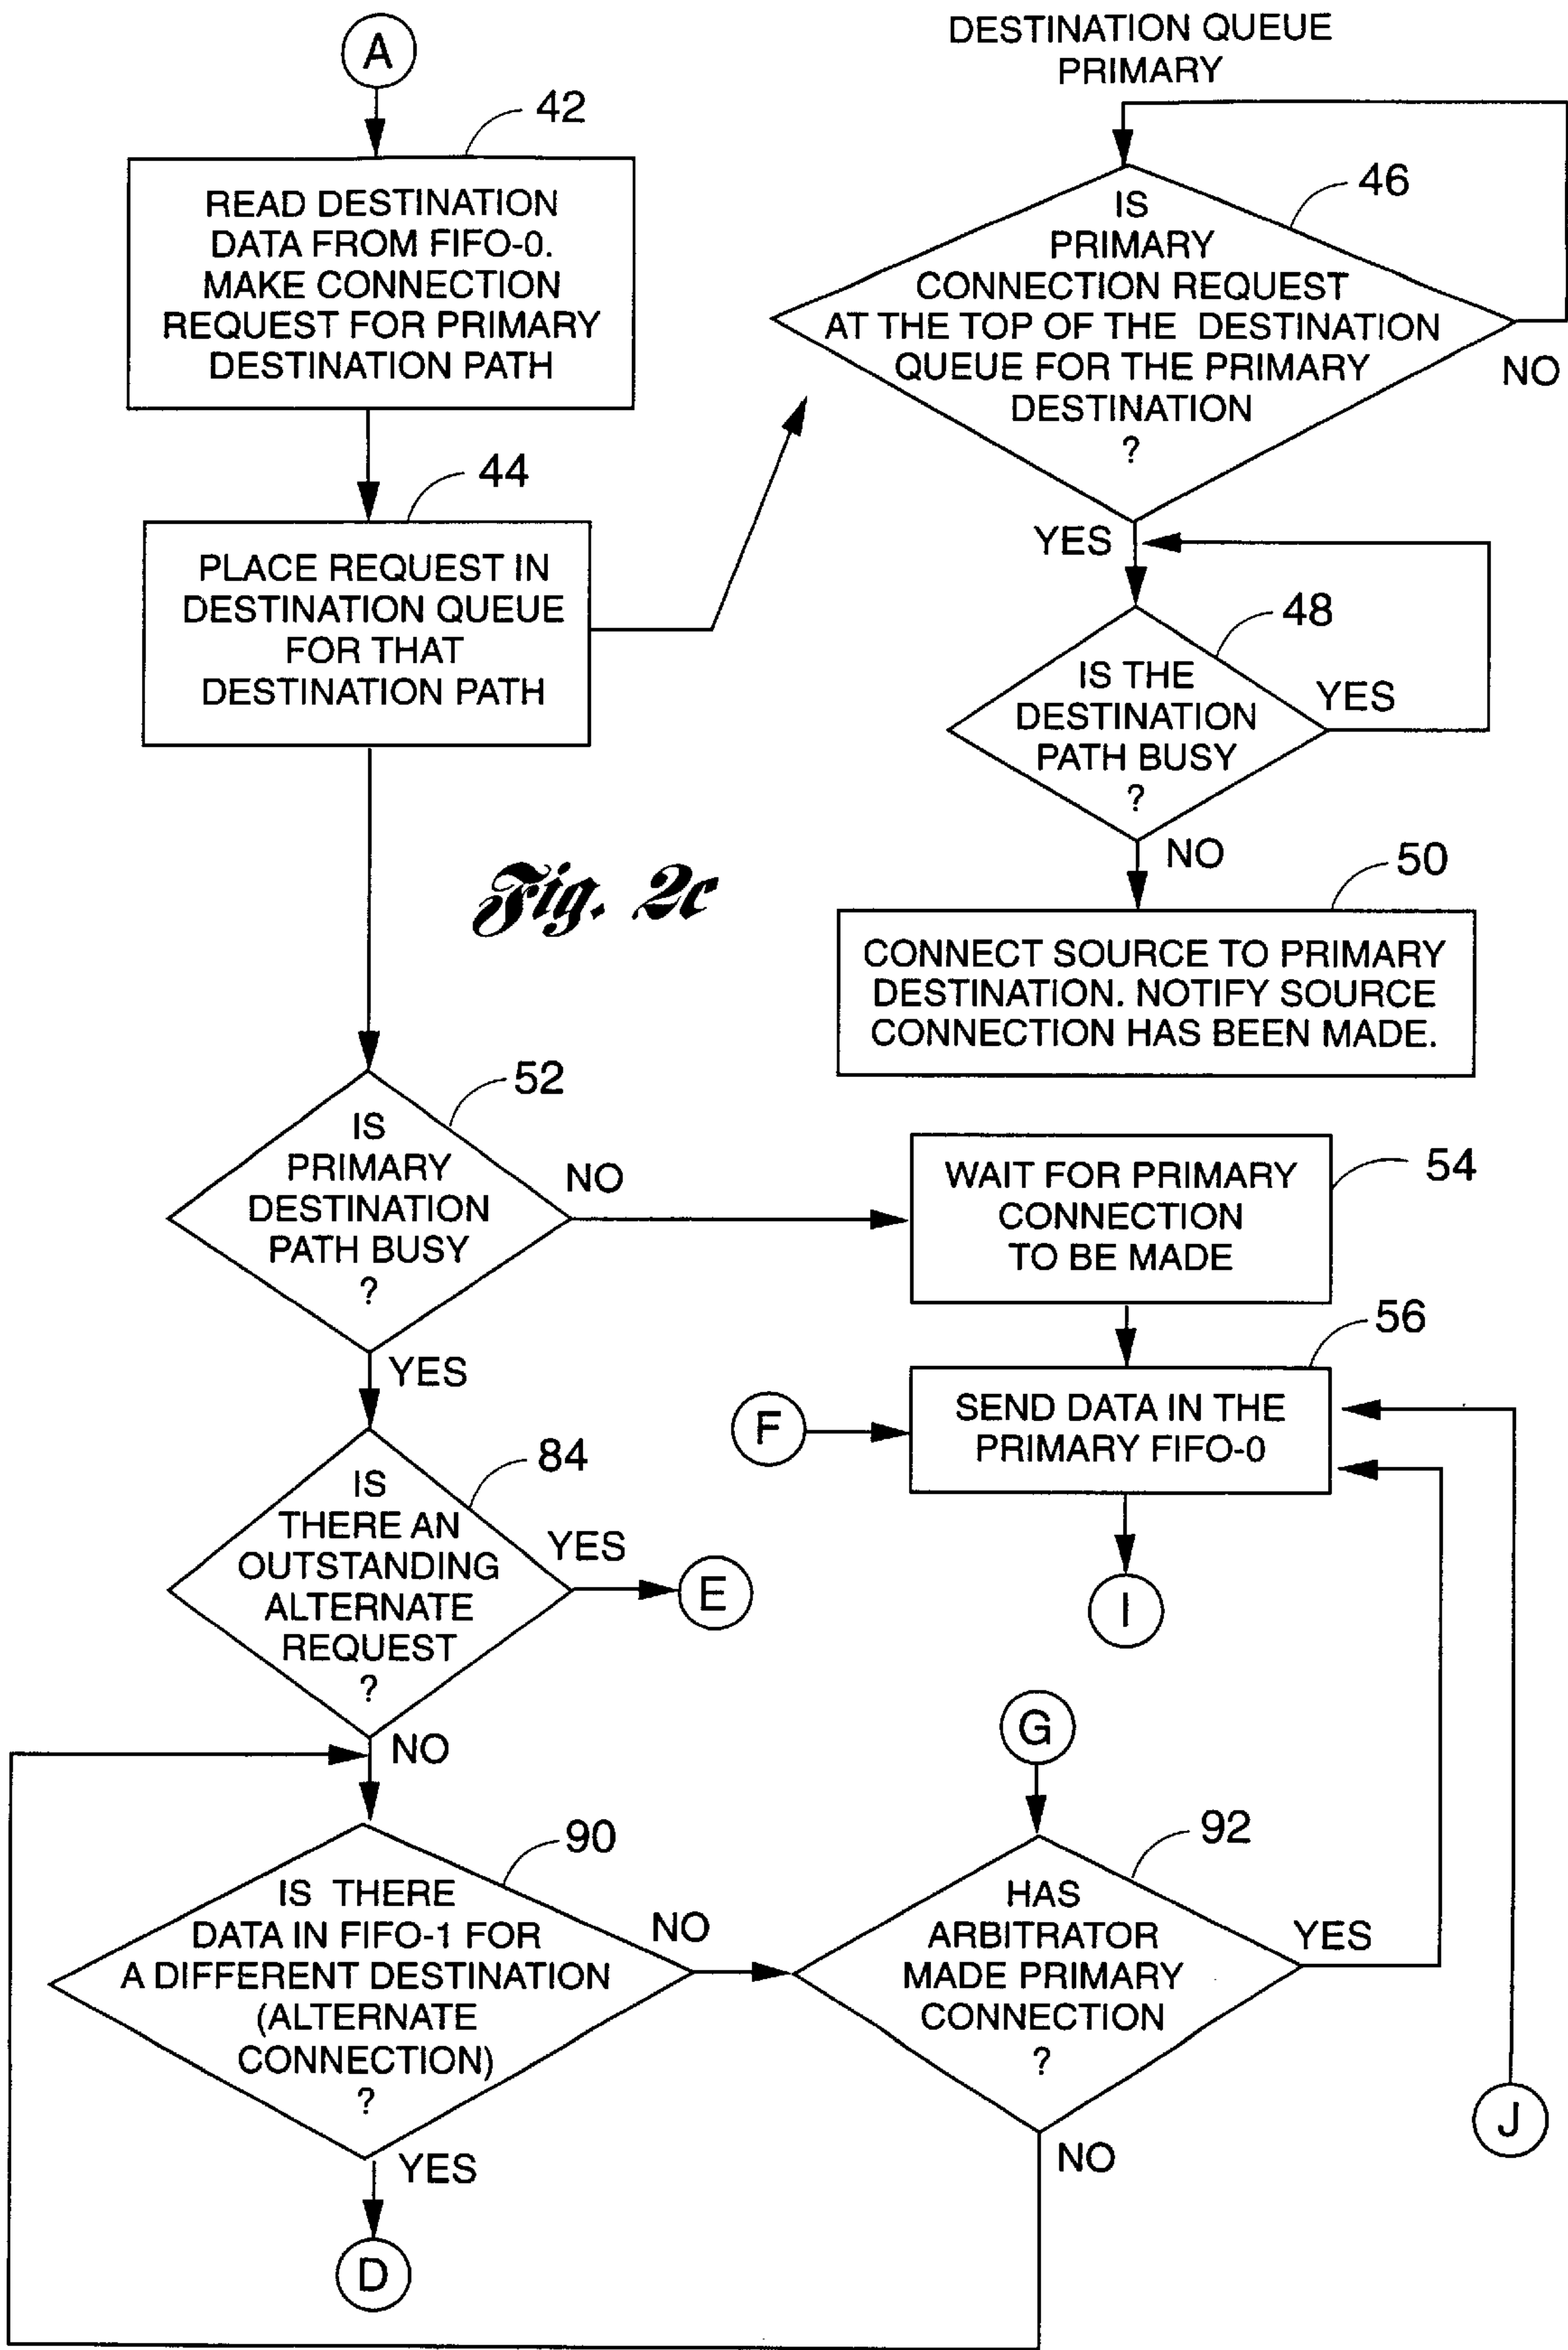 A
42
READ DESTINATION
DATA FROM FIFO-0.
MAKE CONNECTION
REQUEST FOR PRIMARY
DESTINATION PATH
44
PLACE REQUEST IN
DESTINATION QUEUE
FOR THAT
DESTINATION PATH
DESTINATION QUEUE
PRIMARY
46
IS
PRIMARY
CONNECTION REQUEST
AT THE TOP OF THE DESTINATION
QUEUE FOR THE PRIMARY
DESTINATION
?
NO
YES
48
IS THE
DESTINATION
PATH BUSY
?
YES
NO
50
CONNECT SOURCE TO PRIMARY
DESTINATION. NOTIFY SOURCE
CONNECTION HAS BEEN MADE.
Fig. 2c
52
IS
PRIMARY
DESTINATION
PATH BUSY
?
NO
YES
54
WAIT FOR PRIMARY
CONNECTION
TO BE MADE
56
SEND DATA IN THE
PRIMARY FIFO-0
F
I
84
IS
THERE AN
OUTSTANDING
ALTERNATE
REQUEST
?
YES
E
NO
90
IS THERE
DATA IN FIFO-1 FOR
A DIFFERENT DESTINATION
(ALTERNATE
CONNECTION)
?
NO
YES
D
G
92
HAS
ARBITRATOR
MADE PRIMARY
CONNECTION
?
YES
NO
J